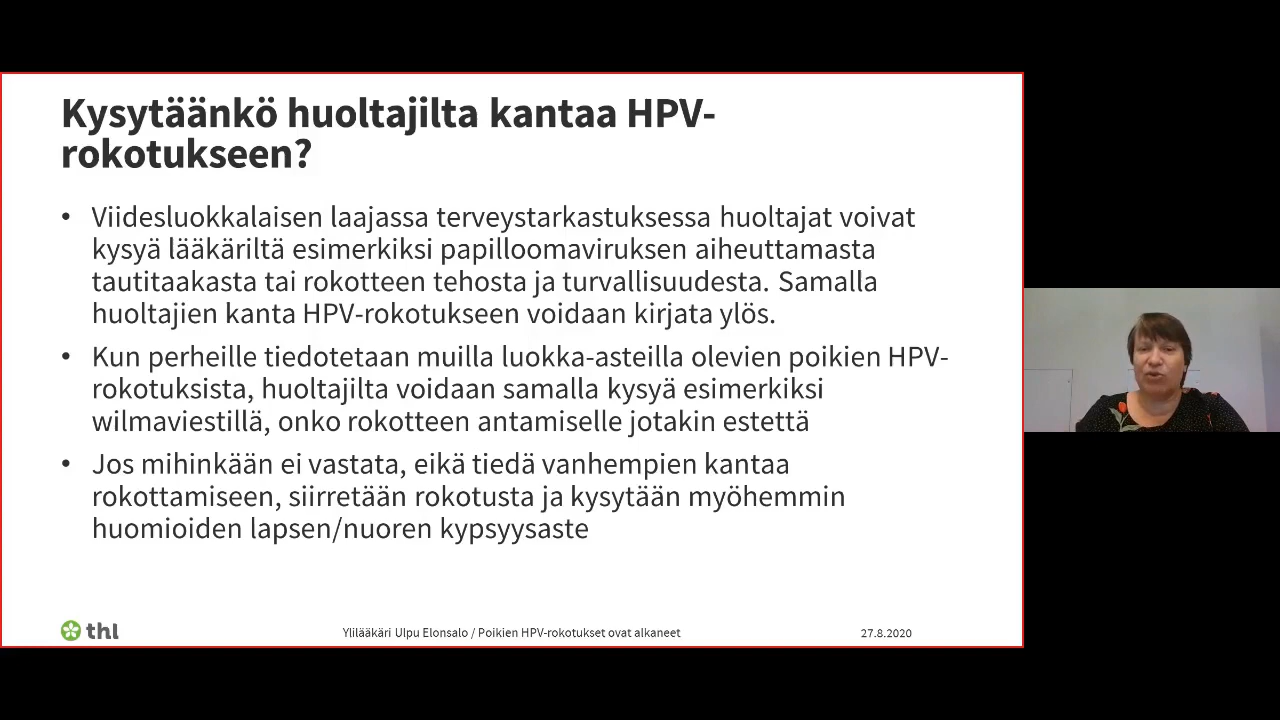 Kysytäänkö huoltajilta kantaa HPV-
rokotukseen?
• Viidesluokkalaisen laajassa terveystarkastuksessa huoltajat voivat
kysyä lääkäriltä esimerkiksi papilloomaviruksen aiheuttamasta
tautitaakasta tai rokotteen tehosta ja turvallisuudesta. Samalla
huoltajien kanta HPV-rokotukseen voidaan kirjata ylös.
• Kun perheille tiedotetaan muilla luokka-asteilla olevien poikien HPV-
rokotuksista, huoltajilta voidaan samalla kysyä esimerkiksi
wilmaviestillä, onko rokotteen antamiselle jotakin estettä
• Jos mihinkään ei vastata, eikä tiedä vanhempien kantaa
rokottamiseen, siirretään rokotusta ja kysytään myöhemmin
huomioiden lapsen/nuoren kypsyysaste
thl
Ylilääkäri Ulpu Elonsalo / Poikien HPV-rokotukset ovat alkaneet
27.8.2020